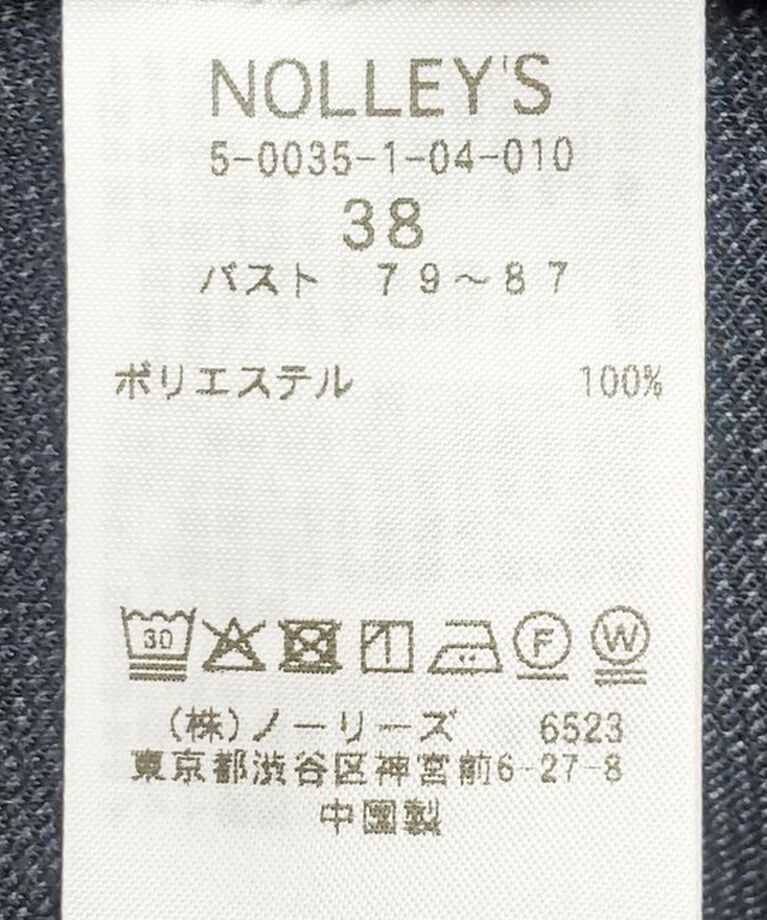 NOLLEY'S
5-0035-1-04-010
38
バスト 79～87
ポリエステル 100%
30 F W
(株)ノーリーズ 6523
東京都渋谷区神宮前6-27-8
中国製